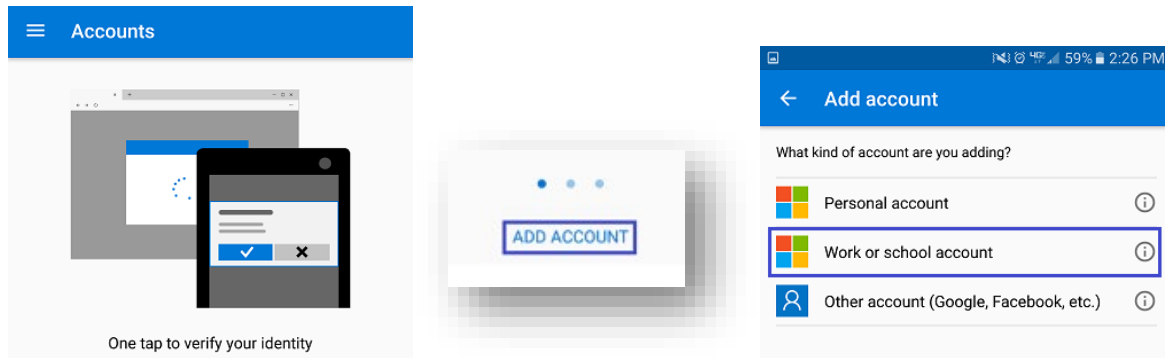 Accounts
One tap to verify your identity
ADD ACCOUNT
59% 2:26 PM
Add account
What kind of account are you adding?
Personal account
Work or school account
Other account (Google, Facebook, etc.)